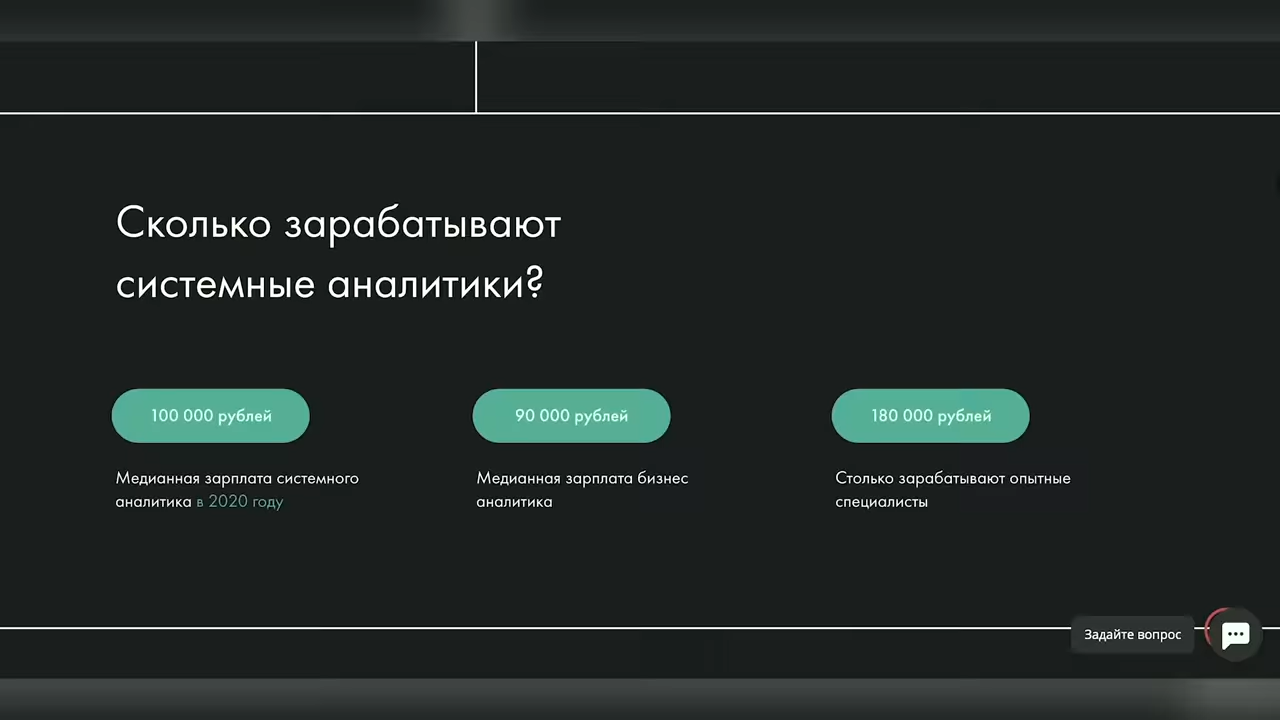 Сколько зарабатывают
системные аналитики?
100 000 рублей
Медианная зарплата системного
аналитика в 2020 году
90 000 рублей
Медианная зарплата бизнес
аналитика
180 000 рублей
Столько зарабатывают опытные
специалисты
Задайте вопрос